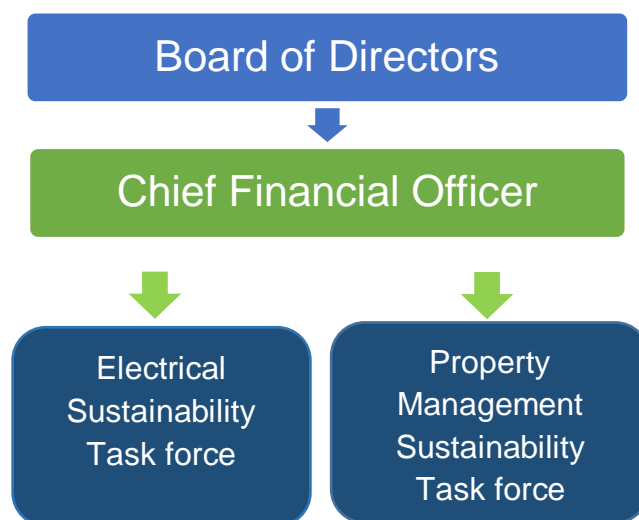 Board of Directors
Chief Financial Officer
Electrical
Sustainability
Task force
Property
Management
Sustainability
Task force